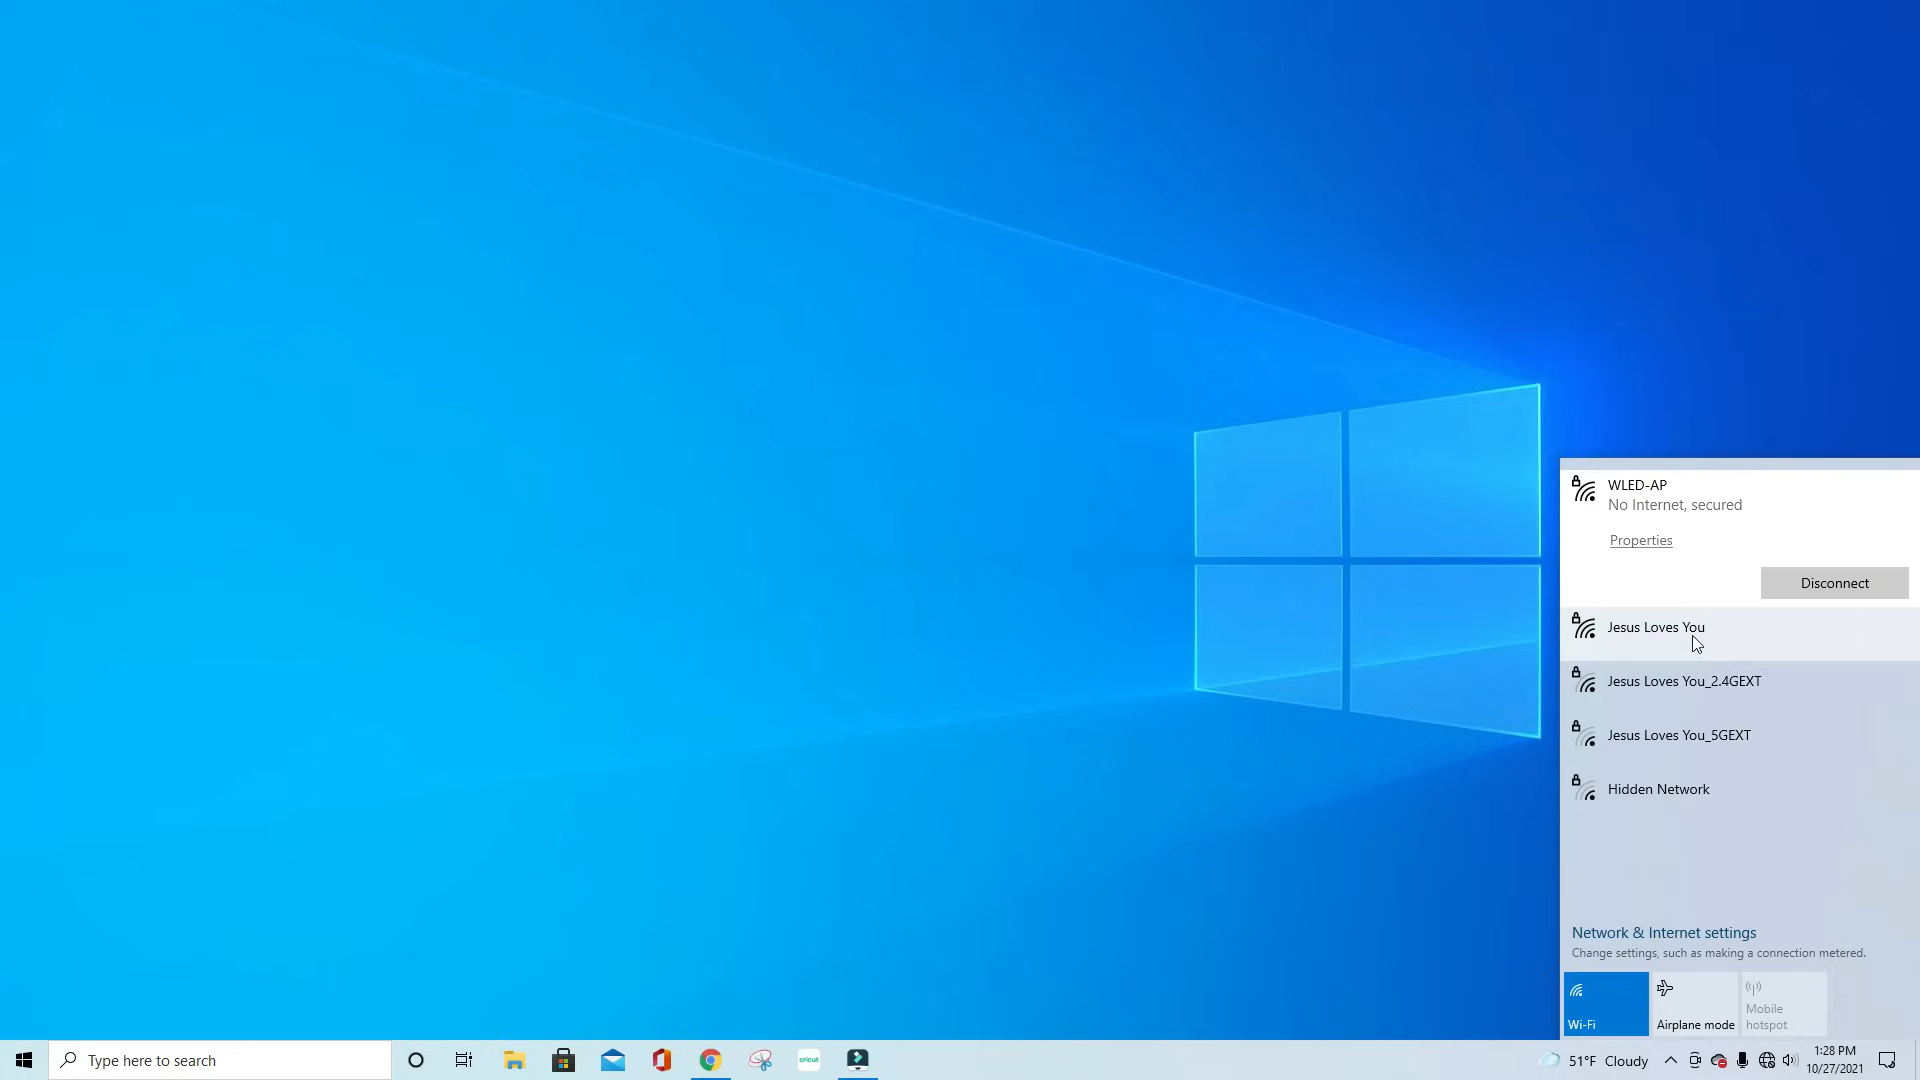 WLED-AP
No Internet, secured
Properties
Disconnect
Jesus Loves You
Jesus Loves You_2.4GEXT
Jesus Loves You_5GEXT
Hidden Network
Network & Internet settings
Change settings, such as making a connection metered.
Wi-Fi
Airplane mode
Mobile
hotspot
Type here to search
cricut
51°F Cloudy
1:28 PM
10/27/2021